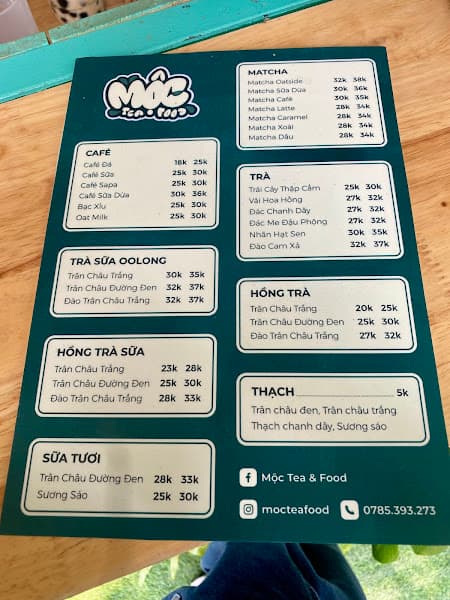 MỘC
TEA & FOOD
CAFÉ
Café Đá 18k 25k
Café Sữa 25k 30k
Café Sapa 25k 30k
Café Sữa Dừa 30k 36k
Bạc Xỉu 25k 30k
Oat Milk 25k 30k
TRÀ SỮA OOLONG
Trân Châu Trắng 30k 35k
Trân Châu Đường Đen 32k 37k
Đào Trân Châu Trắng 32k 37k
HỒNG TRÀ SỮA
Trân Châu Trắng 23k 28k
Trân Châu Đường Đen 25k 30k
Đào Trân Châu Trắng 28k 33k
SỮA TƯƠI
Trân Châu Đường Đen 28k 33k
Sương Sáo 25k 30k
MATCHA
Matcha Oatside 32k 38k
Matcha Sữa Dừa 30k 36k
Matcha Café 30k 35k
Matcha Latte 28k 34k
Matcha Caramel 28k 34k
Matcha Xoài 28k 34k
Matcha Dâu 28k 34k
TRÀ
Trái Cây Thập Cẩm 25k 30k
Vải Hoa Hồng 27k 32k
Đác Chanh Dây 27k 32k
Đác Me Đậu Phộng 27k 32k
Nhãn Hạt Sen 30k 35k
Đào Cam Xả 32k 37k
HỒNG TRÀ
Trân Châu Trắng 20k 25k
Trân Châu Đường Đen 25k 30k
Đào Trân Châu Trắng 27k 32k
THẠCH 5k
Trân châu đen, Trân châu trắng
Thạch chanh dây, Sương sáo
Mộc Tea & Food
mocteafood 0785.393.273